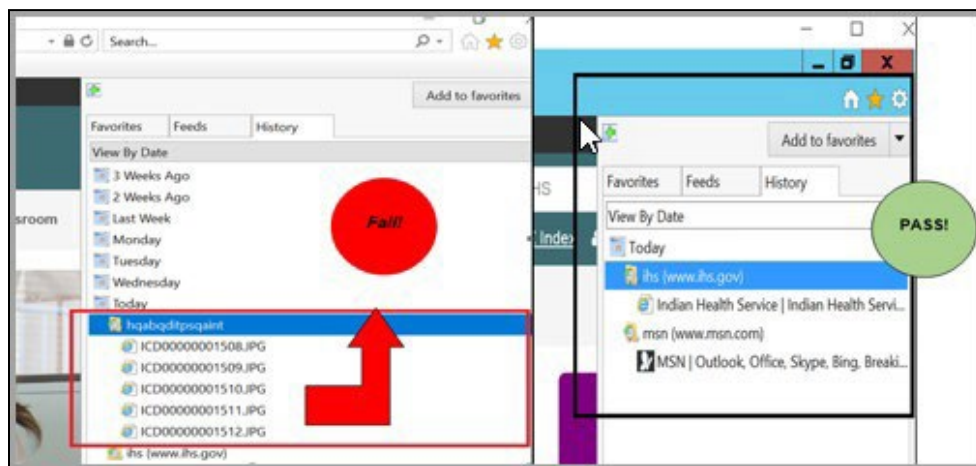 Search...
Add to favorites
Favorites Feeds History
View By Date
3 Weeks Ago
2 Weeks Ago
Last Week
Monday
Tuesday
Wednesday
Today
hqabqditpsqaint
ICD00000001508.JPG
ICD00000001509.JPG
ICD00000001510.JPG
ICD00000001511.JPG
ICD00000001512.JPG
ihs (www.ihs.gov)
sroom
Fail!
X
X
Add to favorites
HS
Index
Favorites Feeds History
View By Date
Today
ihs (www.ihs.gov)
Indian Health Service | Indian Health Servi...
msn (www.msn.com)
MSN | Outlook, Office, Skype, Bing, Breaki...
PASS!